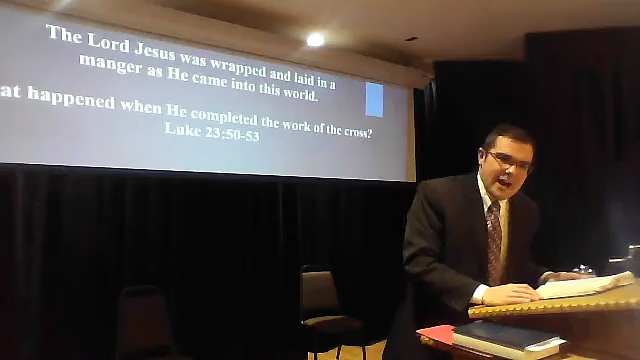 The Lord Jesus was wrapped and laid in a
manger as He came into this world.
at happened when He completed the work of the cross?
Luke 23:50-53